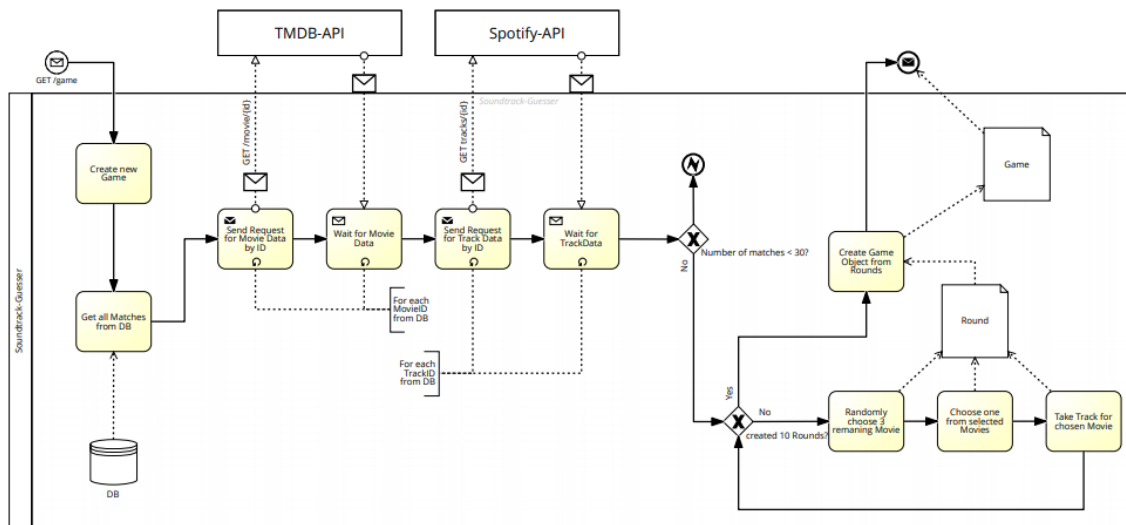 TMDB-API
Spotify-API
GET /game
Soundtrack-Guesser
Soundtrack-Guesser
GET /movie/{id}
GET tracks/{id}
Create new
Game
Get all Matches
from DB
DB
Send Request
for Movie Data
by ID
Wait for Movie
Data
Send Request
for Track Data
by ID
Wait for
TrackData
For each
MovieID
from DB
For each
TrackID
from DB
Number of matches < 30?
No
Game
Create Game
Object from
Rounds
Round
Yes
No
created 10 Rounds?
Randomly
choose 3
remaning Movie
Choose one
from selected
Movies
Take Track for
chosen Movie